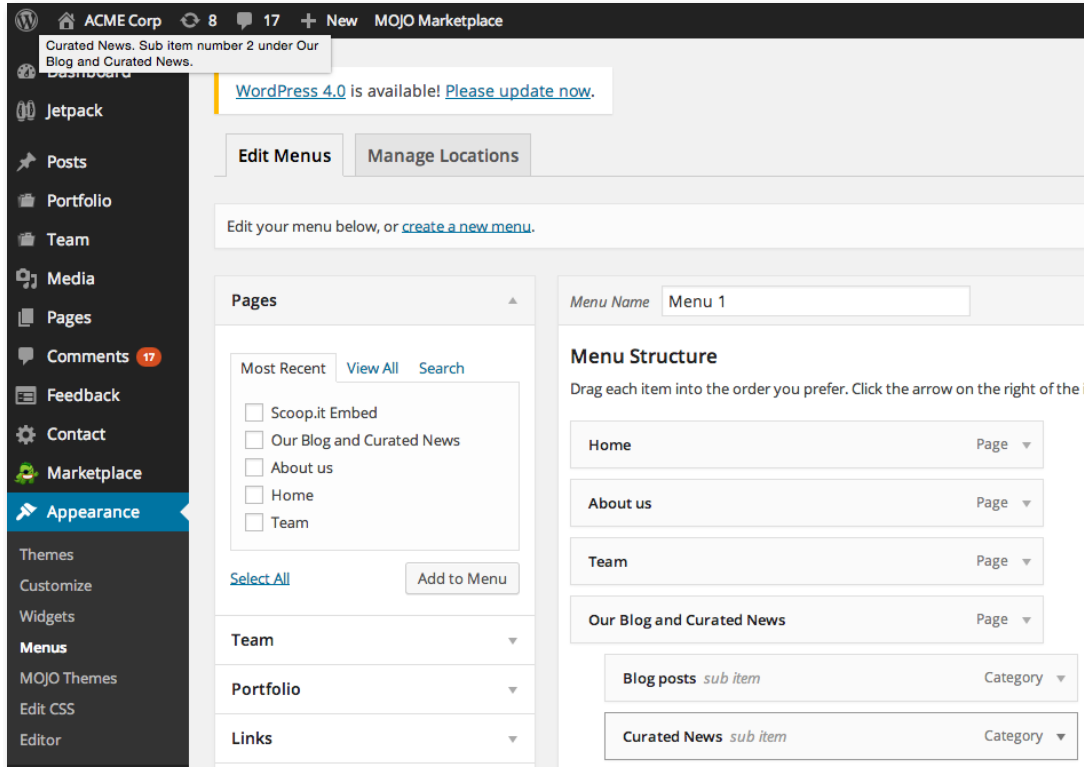 ACME Corp 8 17 + New MOJO Marketplace
Curated News. Sub item number 2 under Our
Blog and Curated News.
Dashboard
Jetpack
Posts
Portfolio
Team
Media
Pages
Comments 17
Feedback
Contact
Marketplace
Appearance
Themes
Customize
Widgets
Menus
MOJO Themes
Edit CSS
Editor
WordPress 4.0 is available! Please update now.
Edit Menus Manage Locations
Edit your menu below, or create a new menu.
Pages
Most Recent View All Search
Scoop.it Embed
Our Blog and Curated News
About us
Home
Team
Select All Add to Menu
Team
Portfolio
Links
Menu Name Menu 1
Menu Structure
Drag each item into the order you prefer. Click the arrow on the right of the
Home Page
About us Page
Team Page
Our Blog and Curated News Page
Blog posts sub item Category
Curated News sub item Category